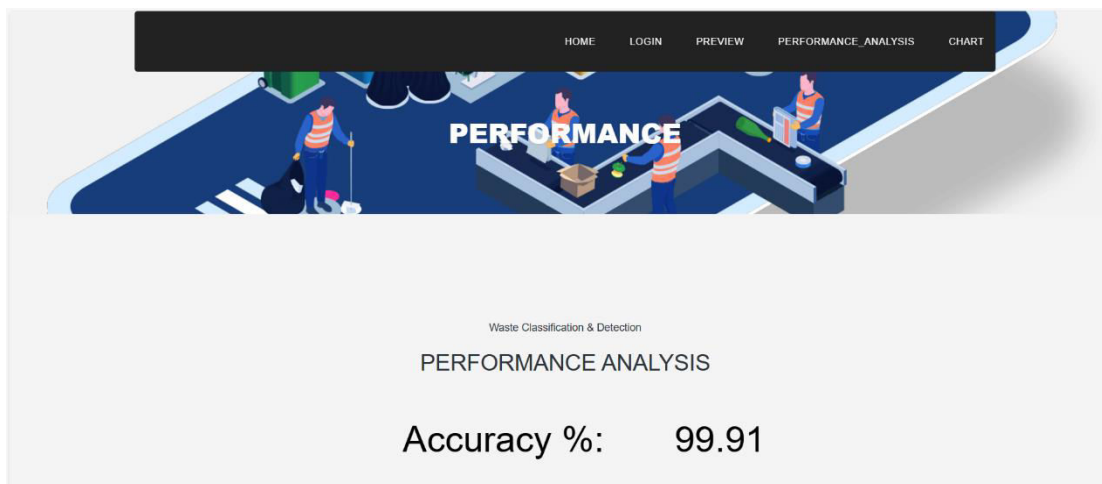 HOME LOGIN PREVIEW PERFORMANCE_ANALYSIS CHART
PERFORMANCE
Waste Classification & Detection
PERFORMANCE ANALYSIS
Accuracy %: 99.91